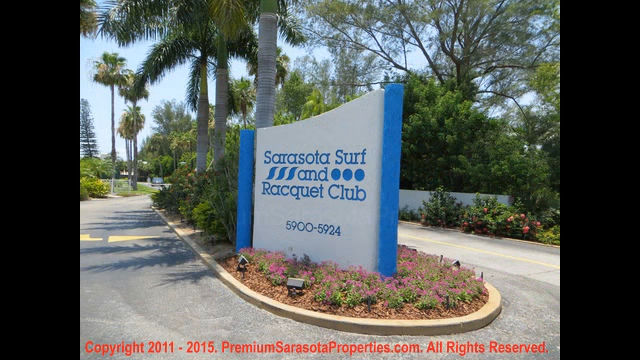 Sarasota Surf
and
Racquet Club
5900-5924
Copyright 2011 - 2015. PremiumSarasotaProperties.com. All Rights Reserved.